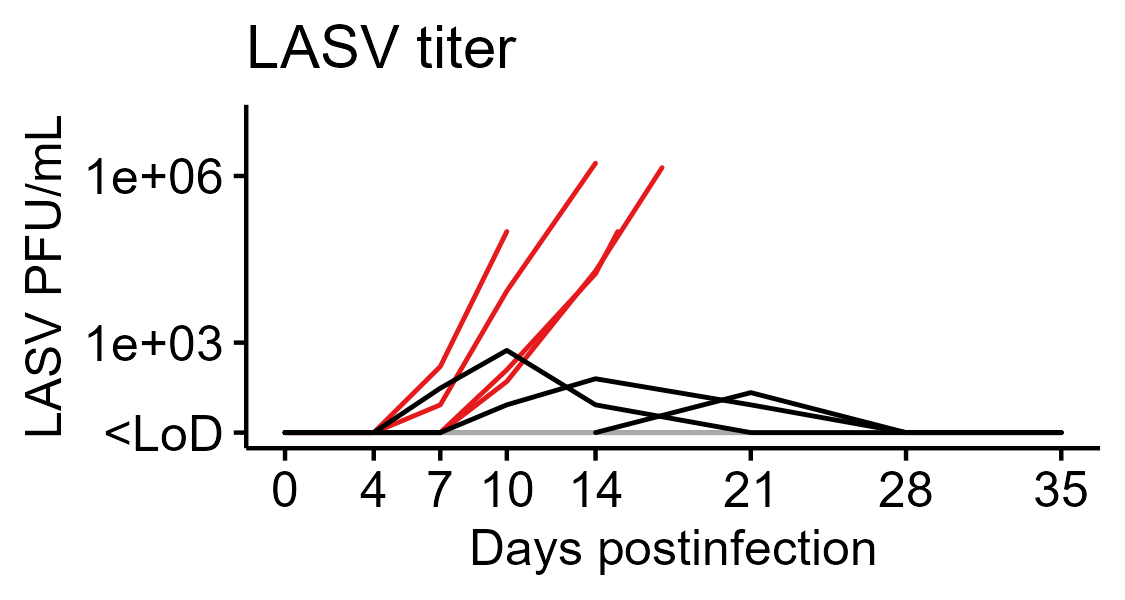 LASV titer
LASV PFU/mL
1e+06
1e+03
<LoD
0 4 7 10 14 21 28 35
Days postinfection